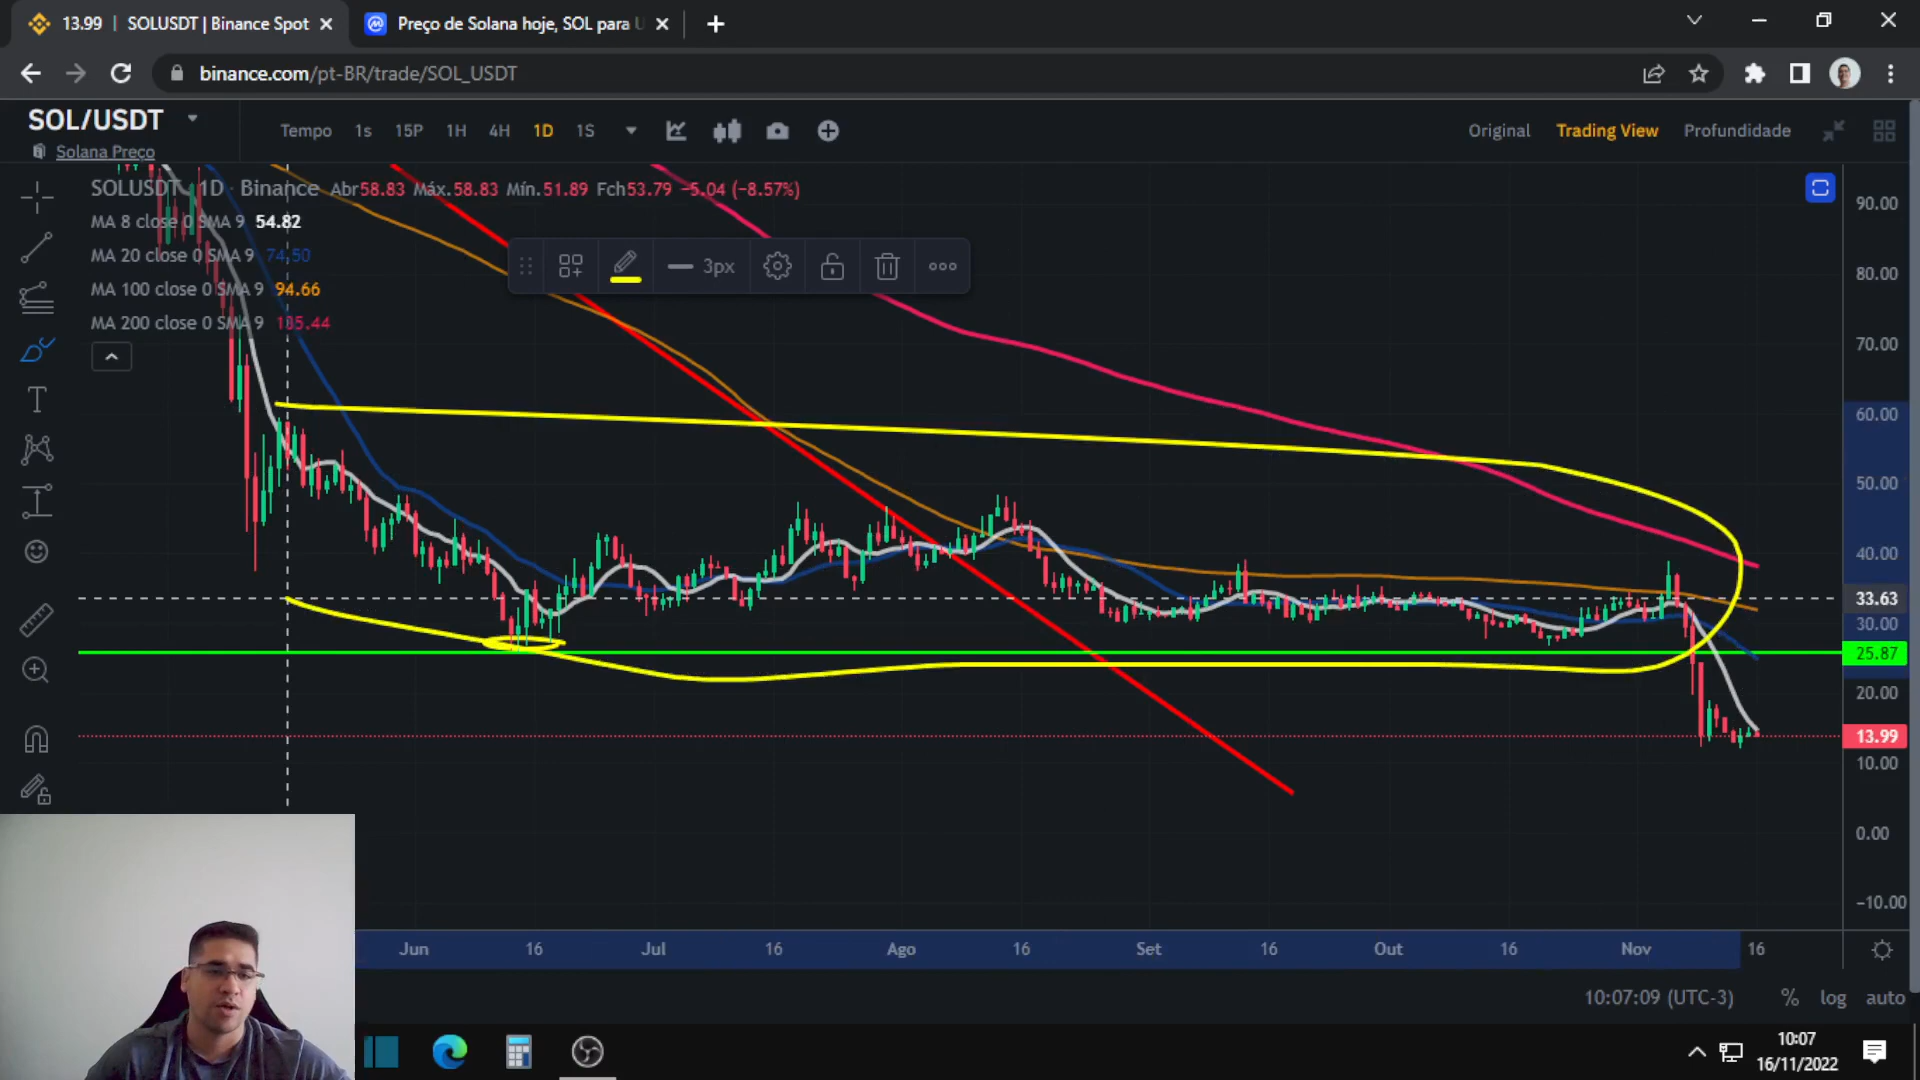 13.99 | SOLUSDT | Binance Spot
Preço de Solana hoje, SOL para U
binance.com/pt-BR/trade/SOL_USDT
SOL/USDT
Solana Preço
Tempo 1s 15P 1H 4H 1D 1S
Original Trading View Profundidade
SOLUSDT · 1D · Binance Abr58.83 Máx.58.83 Mín.51.89 Fch53.79 −5.04 (−8.57%)
MA 8 close 0 SMA 9 54.82
MA 20 close 0 SMA 9 74.50
MA 100 close 0 SMA 9 94.66
MA 200 close 0 SMA 9 135.44
3px
90.00
80.00
70.00
60.00
50.00
40.00
33.63
30.00
25.87
20.00
13.99
10.00
0.00
−10.00
Jun 16 Jul 16 Ago 16 Set 16 Out 16 Nov 16
10:07:09 (UTC-3) % log auto
10:07
16/11/2022